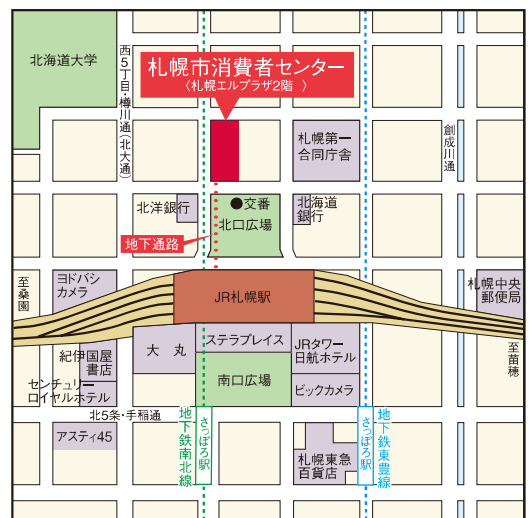 北海道大学
西5丁目・樽川通(北大通)
札幌市消費者センター
〈札幌エルプラザ2階 〉
札幌第一
合同庁舎
創成川通
北洋銀行
●交番
北口広場
北海道
銀行
地下通路
至桑園
ヨドバシ
カメラ
JR札幌駅
札幌中央
郵便局
至苗穂
紀伊国屋
書店
大丸
ステラプレイス
JRタワー
日航ホテル
センチュリー
ロイヤルホテル
南口広場
ビックカメラ
北5条・手稲通
アスティ45
地下鉄南北線
さっぽろ駅
札幌東急
百貨店
さっぽろ駅
地下鉄東豊線